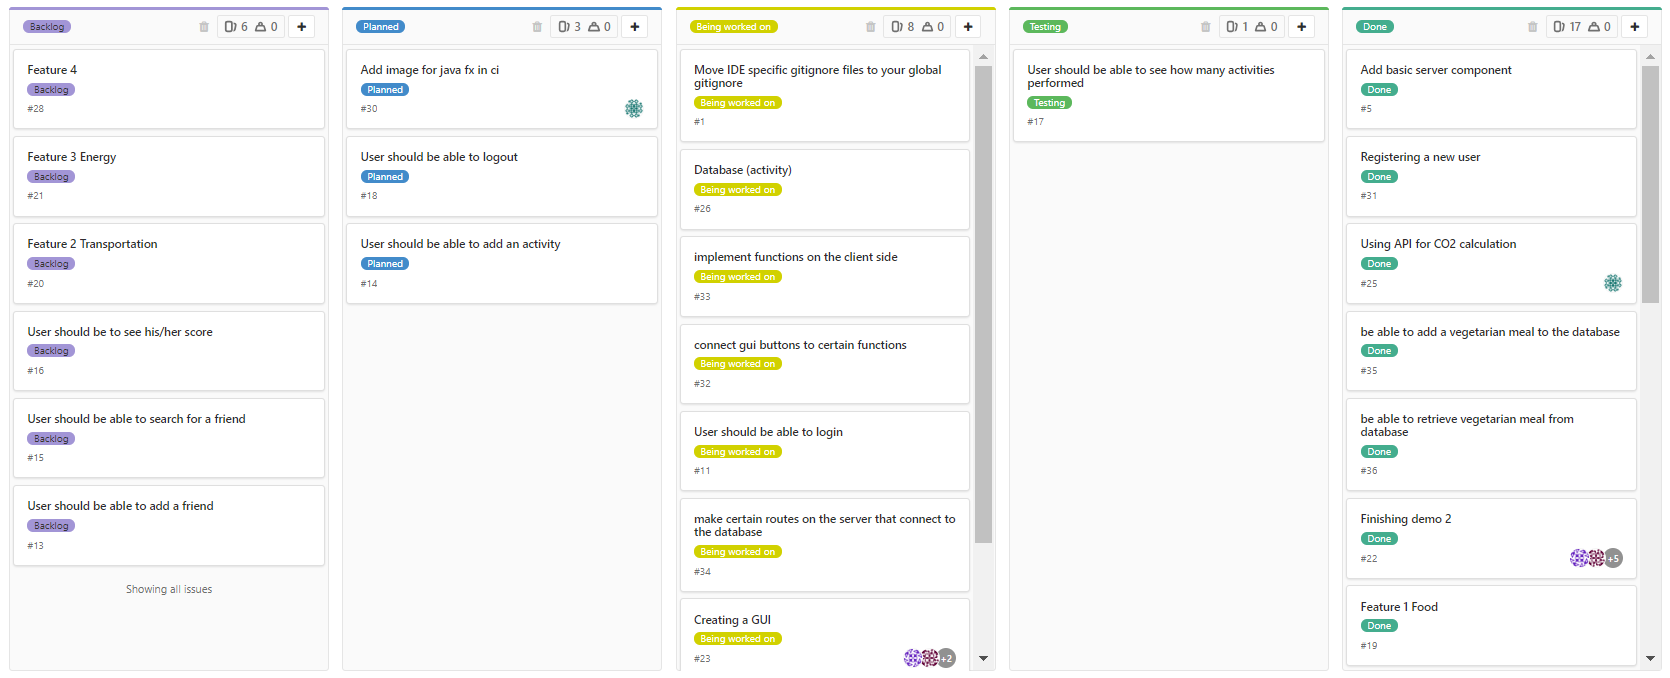 Backlog 6 0 +
Feature 4
Backlog
#28
Feature 3 Energy
Backlog
#21
Feature 2 Transportation
Backlog
#20
User should be to see his/her score
Backlog
#16
User should be able to search for a friend
Backlog
#15
User should be able to add a friend
Backlog
#13
Showing all issues
Planned 3 0 +
Add image for java fx in ci
Planned
#30
User should be able to logout
Planned
#18
User should be able to add an activity
Planned
#14
Being worked on 8 0 +
Move IDE specific gitignore files to your global
gitignore
Being worked on
#1
Database (activity)
Being worked on
#26
implement functions on the client side
Being worked on
#33
connect gui buttons to certain functions
Being worked on
#32
User should be able to login
Being worked on
#11
make certain routes on the server that connect to
the database
Being worked on
#34
Creating a GUI
Being worked on
#23 +2
Testing 1 0 +
User should be able to see how many activities
performed
Testing
#17
Done 17 0 +
Add basic server component
Done
#5
Registering a new user
Done
#31
Using API for CO2 calculation
Done
#25
be able to add a vegetarian meal to the database
Done
#35
be able to retrieve vegetarian meal from
database
Done
#36
Finishing demo 2
Done
#22 +5
Feature 1 Food
Done
#19